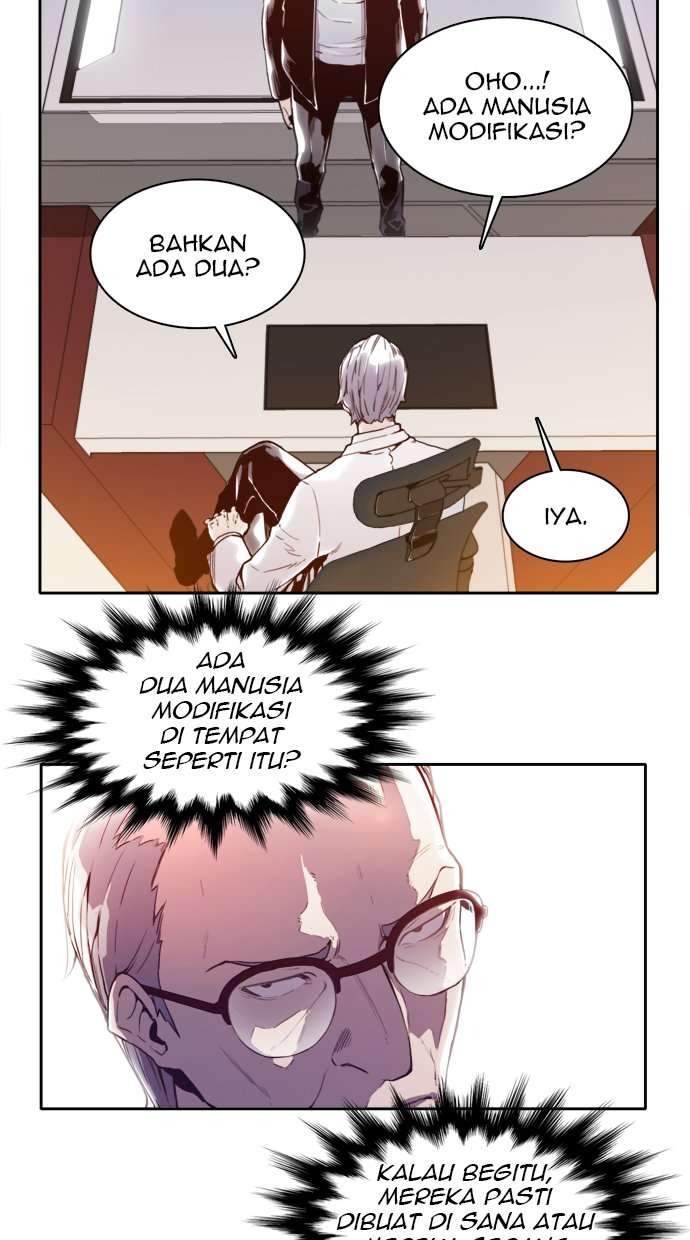 OHO...!
ADA MANUSIA
MODIFIKASI?
BAHKAN
ADA DUA?
IYA.
ADA
DUA MANUSIA
MODIFIKASI
DI TEMPAT
SEPERTI ITU?
KALAU BEGITU,
MEREKA PASTI
DIBUAT DI SANA ATAU